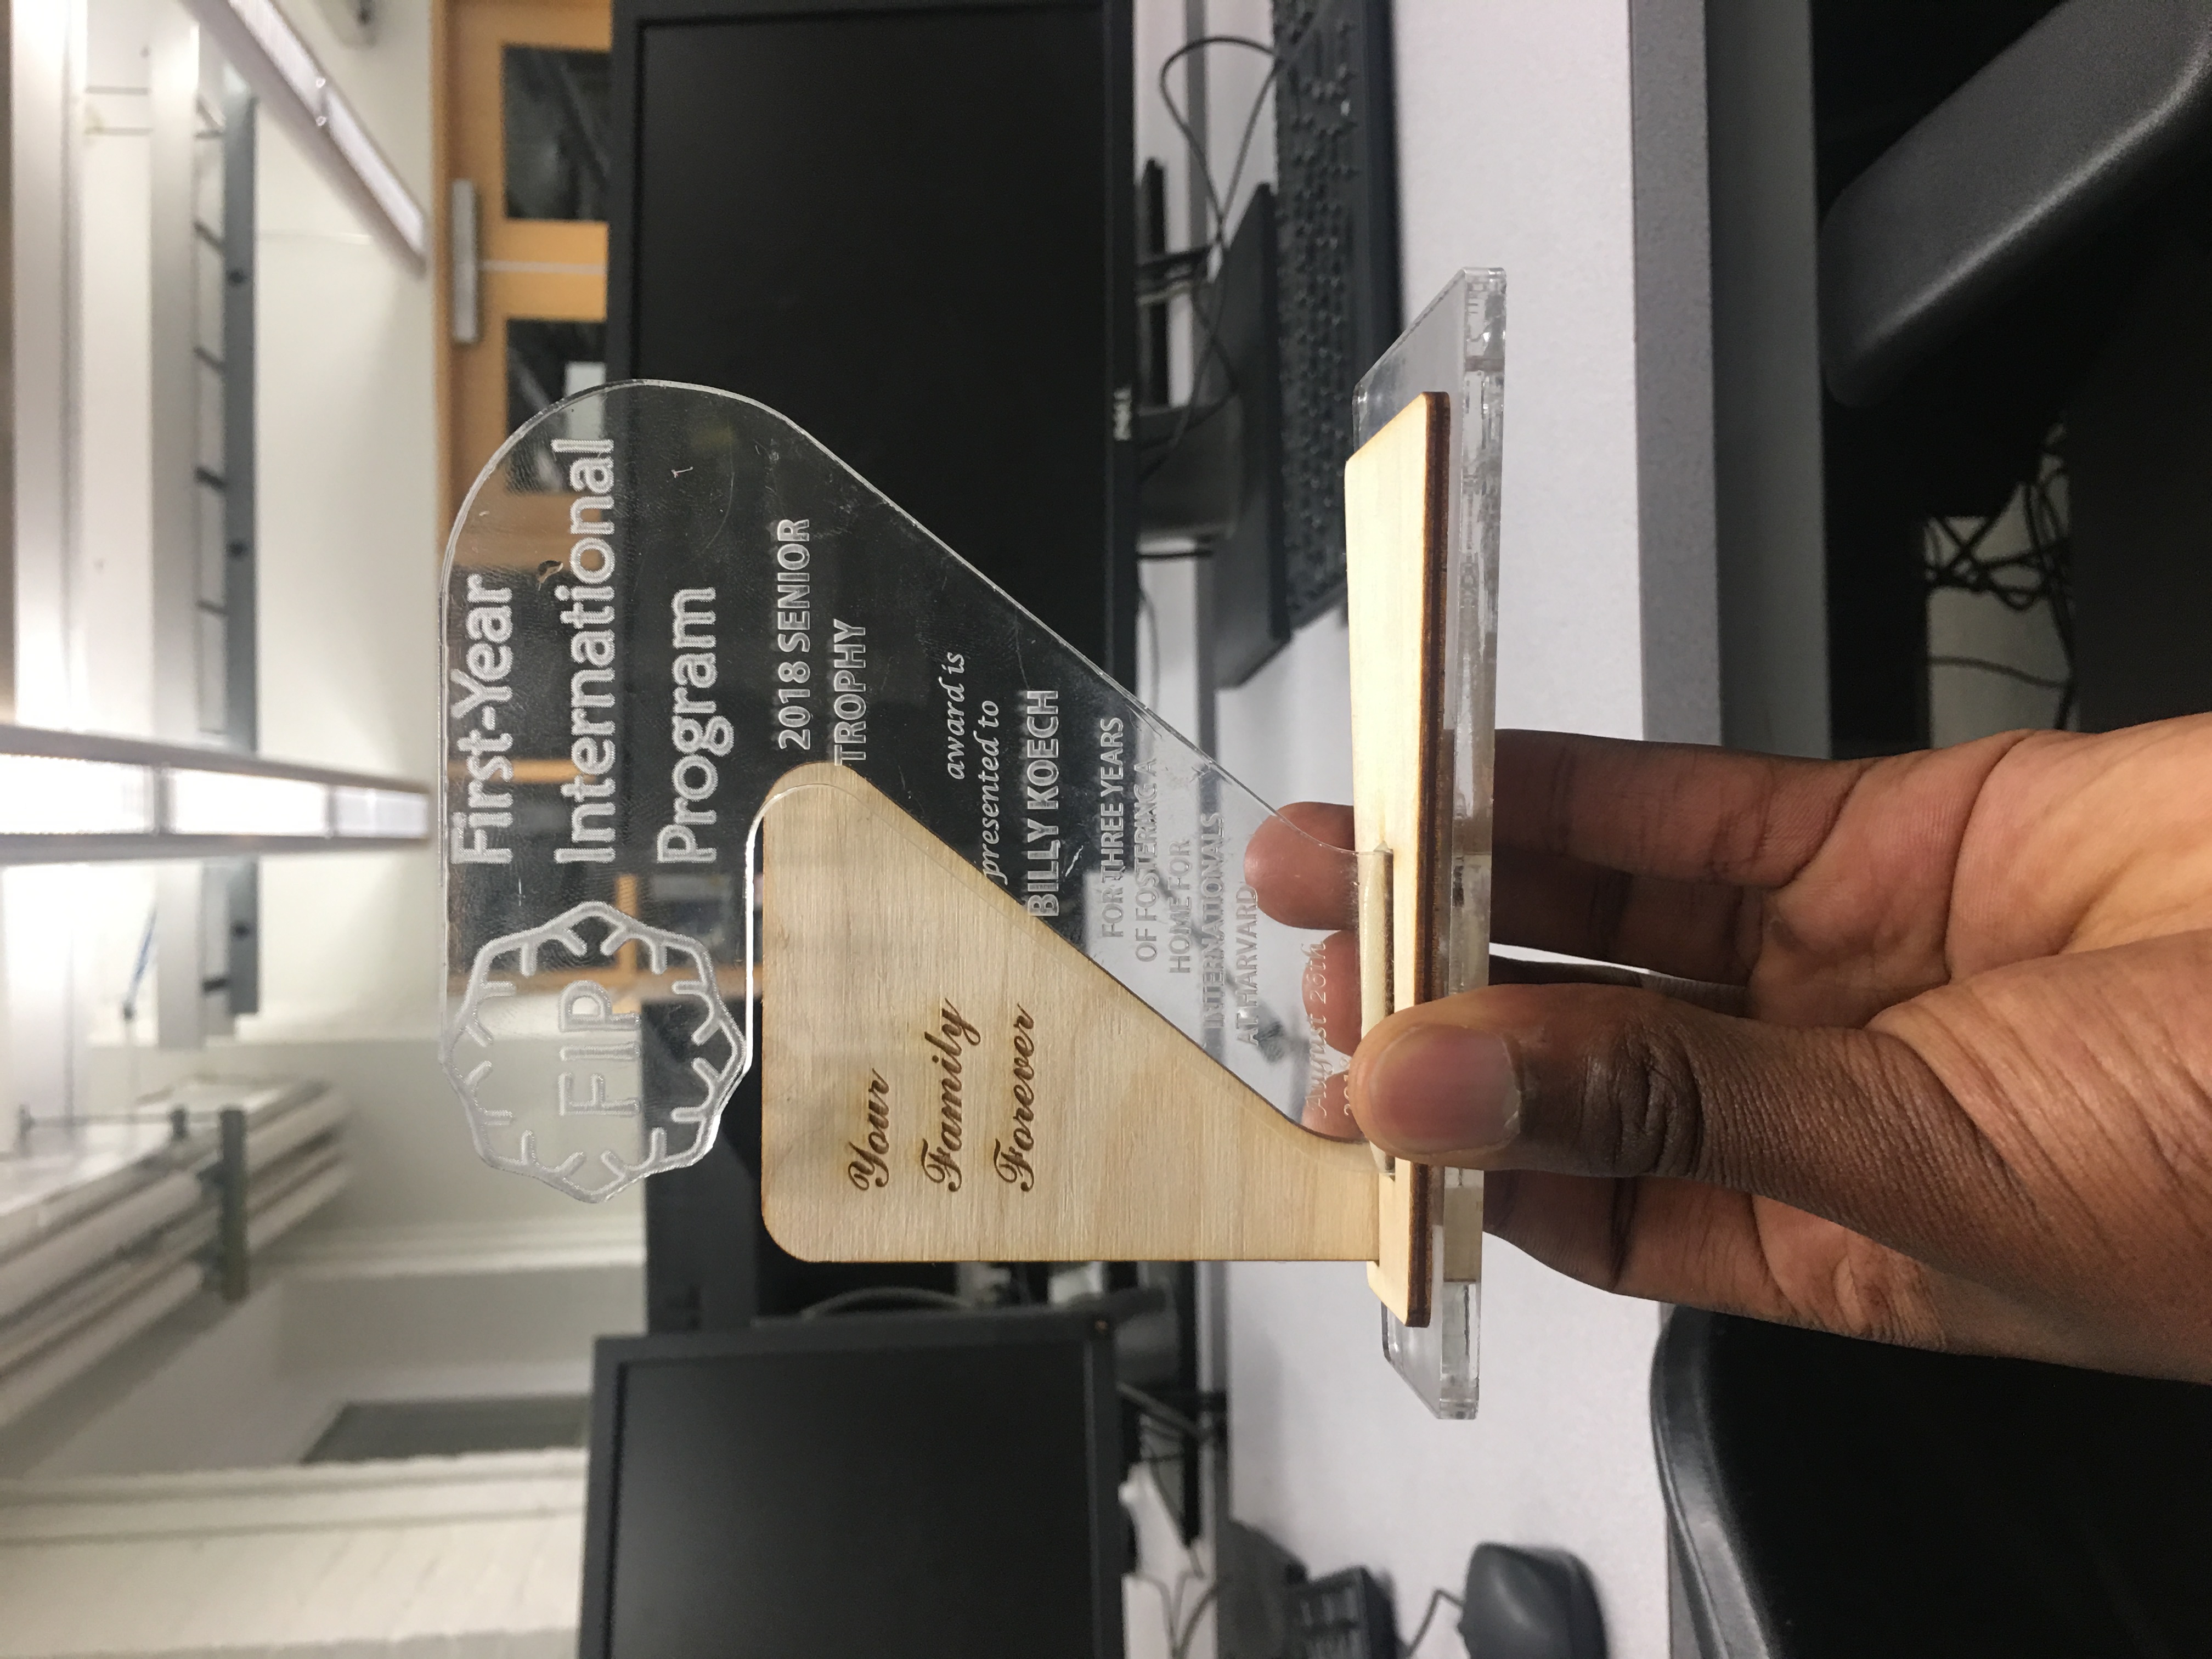 FIP
First-Year
International
Program
2018 SENIOR
TROPHY
Your
Family
Forever
award is
presented to
BILLY KOECH
FOR THREE YEARS
OF FOSTERING A
HOME FOR
INTERNATIONALS
AT HARVARD
August 26th
DELL